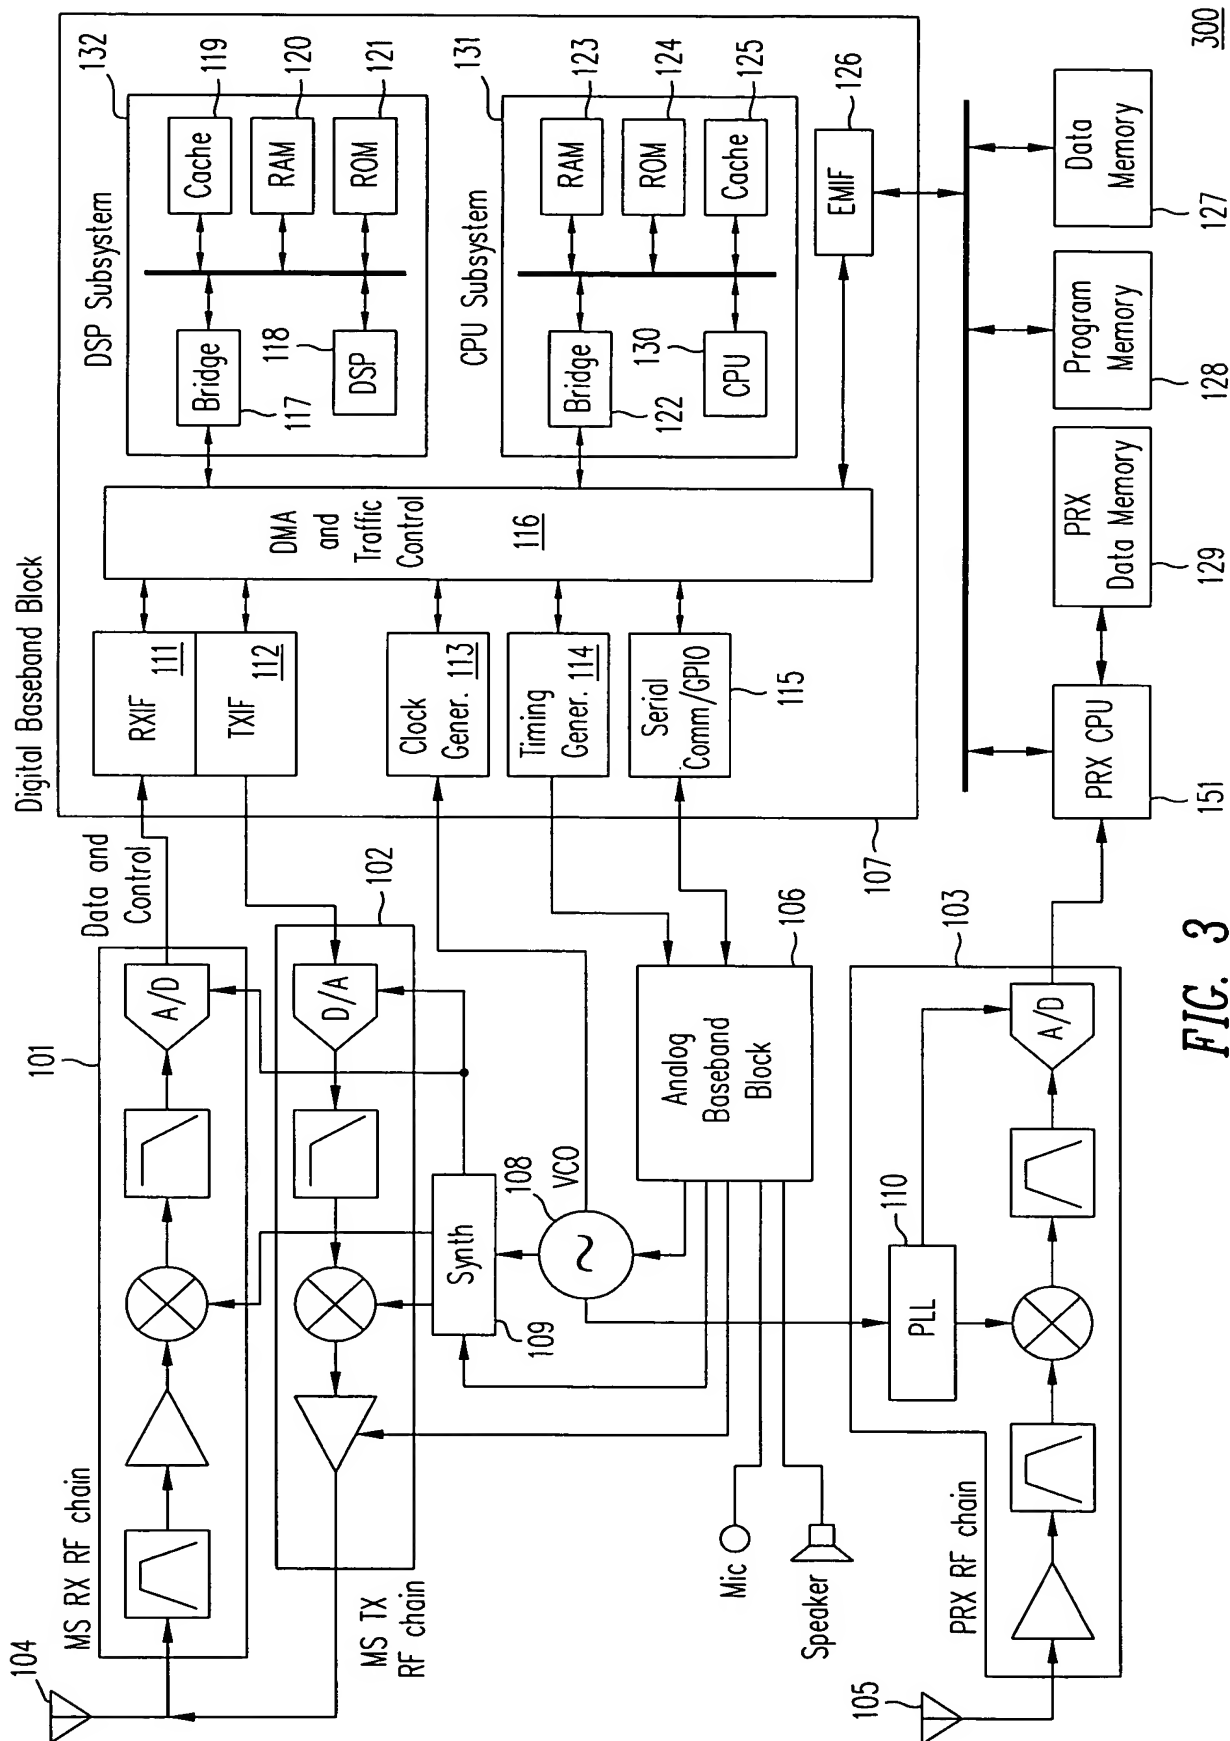 104
MS RX RF chain
101
A/D
Data and
Control
MS TX
RF chain
102
D/A
Synth
109
108
VCO
Analog
Baseband
Block
106
Mic
Speaker
105
PRX RF chain
PLL
110
A/D
103
Digital Baseband Block
107
RXIF
111
TXIF
112
Clock
Gener.
113
Timing
Gener.
114
Serial
Comm/GPIO
115
DMA
and
Traffic
Control
116
DSP Subsystem
132
Bridge
117
118
DSP
Cache
119
RAM
120
ROM
121
CPU Subsystem
131
Bridge
122
130
CPU
RAM
123
ROM
124
Cache
125
EMIF
126
PRX CPU
151
PRX
Data Memory
129
Program
Memory
128
Data
Memory
127
FIG. 3
300